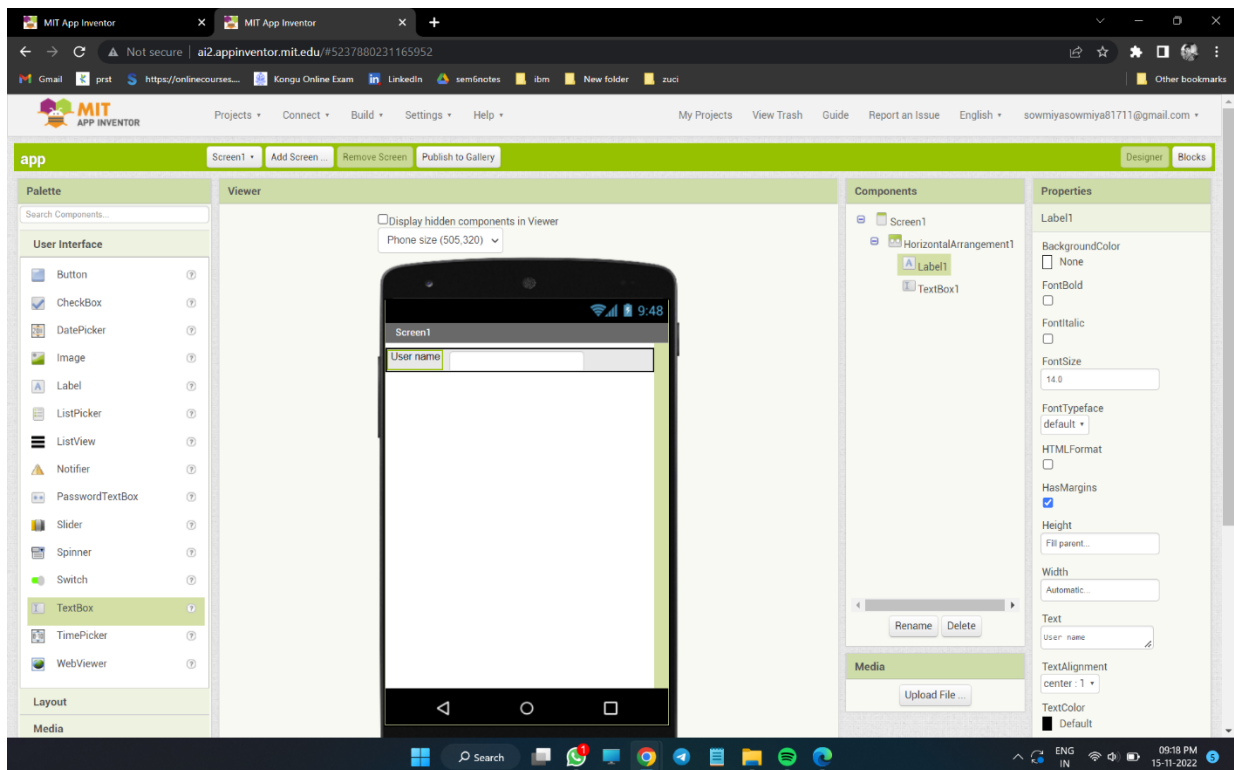 MIT App Inventor
MIT App Inventor
Not secure | ai2.appinventor.mit.edu/#5237880231165952
Gmail prst https://onlinecourses.... Kongu Online Exam LinkedIn sem6notes ibm New folder zuci Other bookmarks
MIT
APP INVENTOR
Projects Connect Build Settings Help My Projects View Trash Guide Report an Issue English sowmiyasowmiya81711@gmail.com
app Screen1 Add Screen ... Remove Screen Publish to Gallery Designer Blocks
Palette
Search Components...
User Interface
Button
CheckBox
DatePicker
Image
Label
ListPicker
ListView
Notifier
PasswordTextBox
Slider
Spinner
Switch
TextBox
TimePicker
WebViewer
Layout
Media
Viewer
Display hidden components in Viewer
Phone size (505,320)
9:48
Screen1
User name
Components
Screen1
HorizontalArrangement1
Label1
TextBox1
Rename Delete
Media
Upload File ...
Properties
Label1
BackgroundColor
None
FontBold
FontItalic
FontSize
14.0
FontTypeface
default
HTMLFormat
HasMargins
Height
Fill parent...
Width
Automatic...
Text
User name
TextAlignment
center : 1
TextColor
Default
Search
1
ENG
IN
09:18 PM
15-11-2022
5